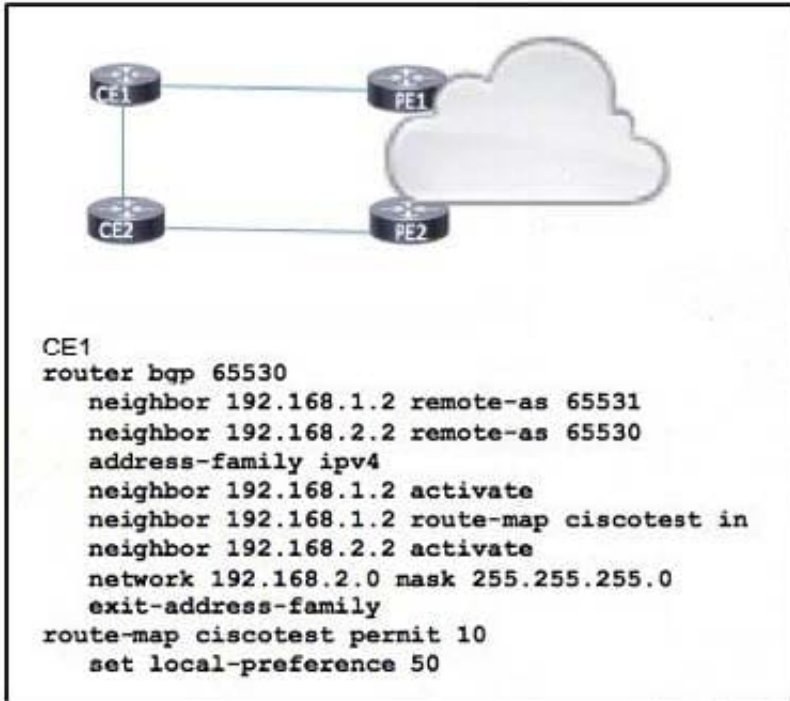 CE1
PE1
CE2
PE2
CE1
router bgp 65530
neighbor 192.168.1.2 remote-as 65531
neighbor 192.168.2.2 remote-as 65530
address-family ipv4
neighbor 192.168.1.2 activate
neighbor 192.168.1.2 route-map ciscotest in
neighbor 192.168.2.2 activate
network 192.168.2.0 mask 255.255.255.0
exit-address-family
route-map ciscotest permit 10
set local-preference 50